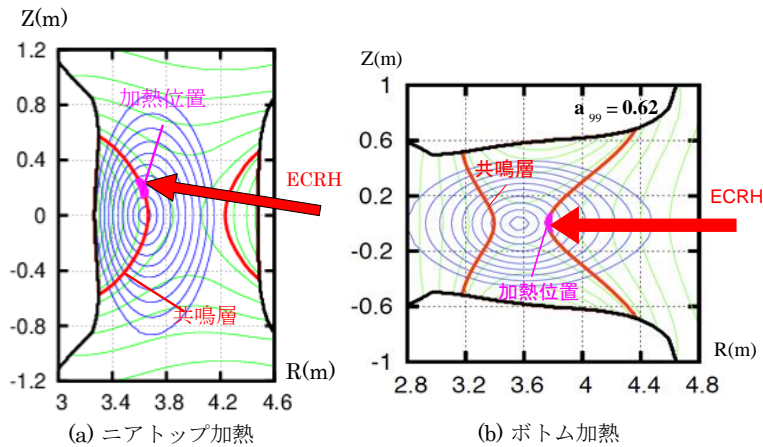 Z(m)
1.2
0.8
0.4
0
-0.4
-0.8
-1.2
3
3.4
3.8
4.2
4.6
R(m)
加熱位置
ECRH
共鳴層
(a) ニアトップ加熱
Z(m)
1
0.6
0.2
-0.2
-0.6
-1
2.8
3.2
3.6
4
4.4
4.8
R(m)
a 99 = 0.62
共鳴層
ECRH
加熱位置
(b) ボトム加熱